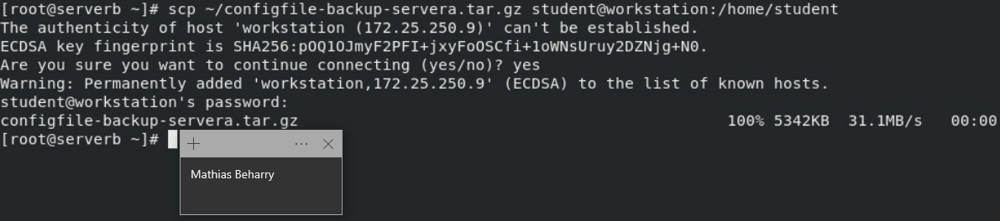 [root@serverb ~]# scp ~/configfile-backup-servera.tar.gz student@workstation:/home/student
The authenticity of host 'workstation (172.25.250.9)' can't be established.
ECDSA key fingerprint is SHA256:pOQ1OJmyF2PFI+jxyFoOSCfi+1oWNsUruy2DZNjg+N0.
Are you sure you want to continue connecting (yes/no)? yes
Warning: Permanently added 'workstation,172.25.250.9' (ECDSA) to the list of known hosts.
student@workstation's password:
configfile-backup-servera.tar.gz 100% 5342KB 31.1MB/s 00:00
[root@serverb ~]#
Mathias Beharry